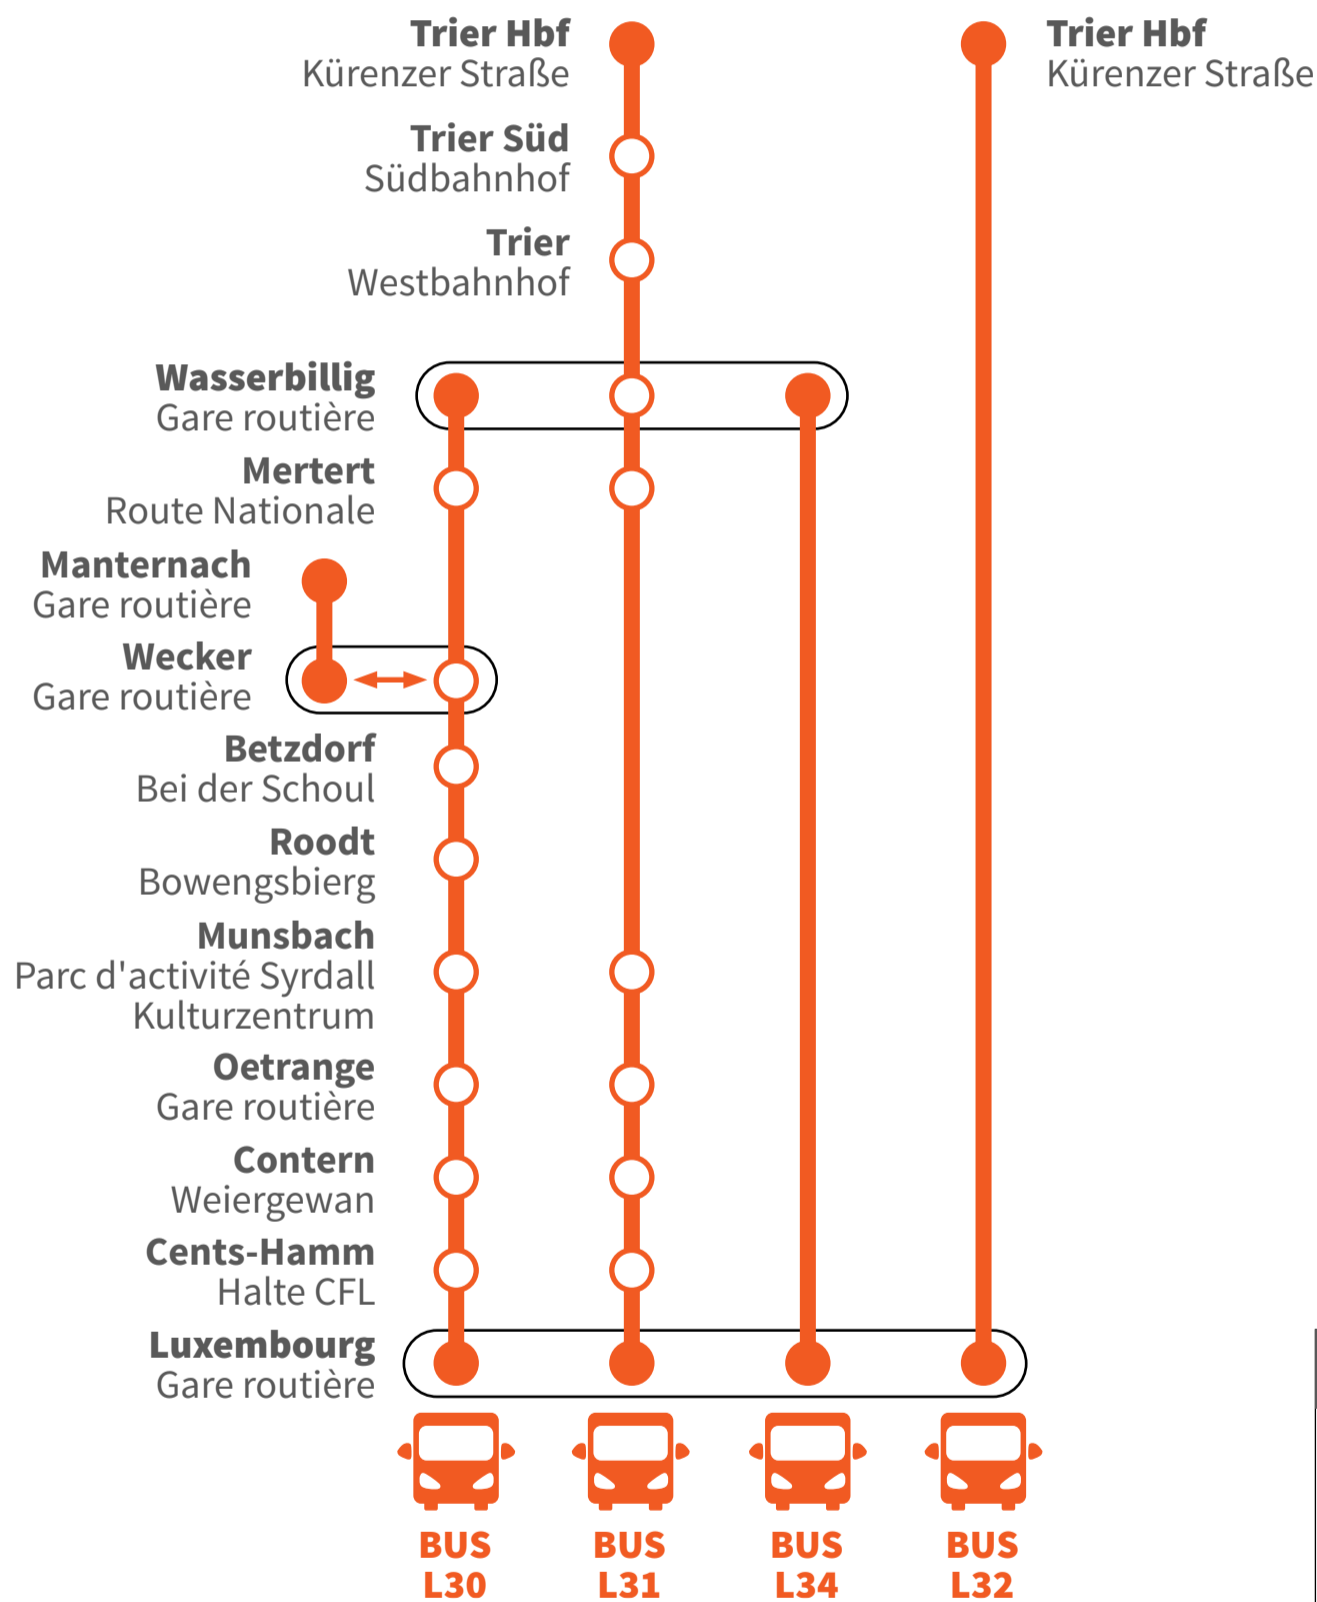 Trier Hbf
Kürenzer Straße
Trier Hbf
Kürenzer Straße
Trier Süd
Südbahnhof
Trier
Westbahnhof
Wasserbillig
Gare routière
Mertert
Route Nationale
Manternach
Gare routière
Wecker
Gare routière
Betzdorf
Bei der Schoul
Roodt
Bowengsbierg
Munsbach
Parc d'activité Syrdall
Kulturzentrum
Oetrange
Gare routière
Contern
Weiergewan
Cents-Hamm
Halte CFL
Luxembourg
Gare routière
BUS
L30
BUS
L31
BUS
L34
BUS
L32